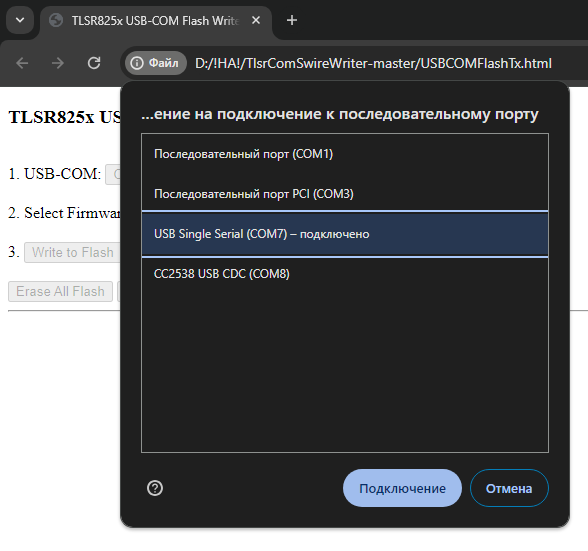 TLSR825x USB-COM Flash Write
Файл
D:/!HA!/TlsrComSwireWriter-master/USBCOMFlashTx.html
TLSR825x US
1. USB-COM:
2. Select Firmwar
3. Write to Flash
Erase All Flash
...ение на подключение к последовательному порту
Последовательный порт (COM1)
Последовательный порт PCI (COM3)
USB Single Serial (COM7) – подключено
CC2538 USB CDC (COM8)
Подключение
Отмена